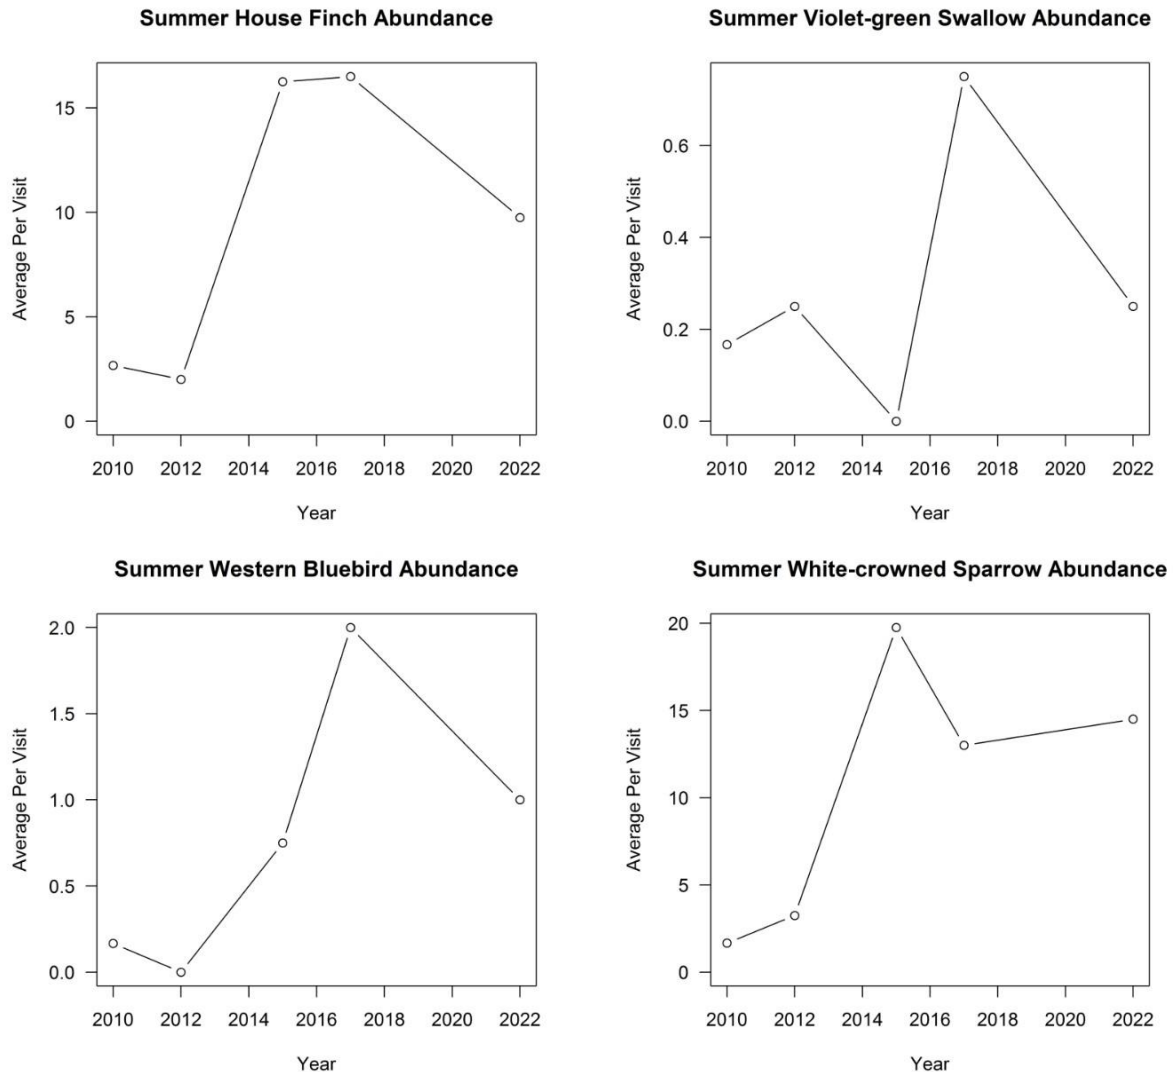 Summer House Finch Abundance
Average Per Visit
15
10
5
0
2010 2012 2014 2016 2018 2020 2022
Year
Summer Violet-green Swallow Abundance
Average Per Visit
0.6
0.4
0.2
0.0
2010 2012 2014 2016 2018 2020 2022
Year
Summer Western Bluebird Abundance
Average Per Visit
2.0
1.5
1.0
0.5
0.0
2010 2012 2014 2016 2018 2020 2022
Year
Summer White-crowned Sparrow Abundance
Average Per Visit
20
15
10
5
0
2010 2012 2014 2016 2018 2020 2022
Year